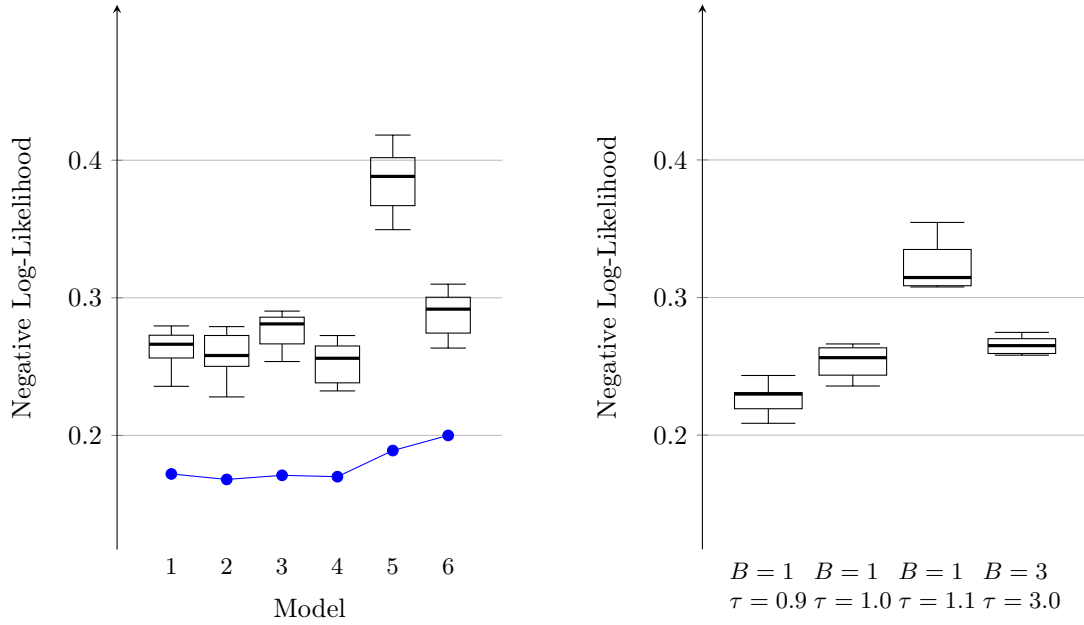 Negative Log-Likelihood
0.4
0.3
0.2
1 2 3 4 5 6
Model
Negative Log-Likelihood
0.4
0.3
0.2
B = 1 B = 1 B = 1 B = 3
τ = 0.9 τ = 1.0 τ = 1.1 τ = 3.0